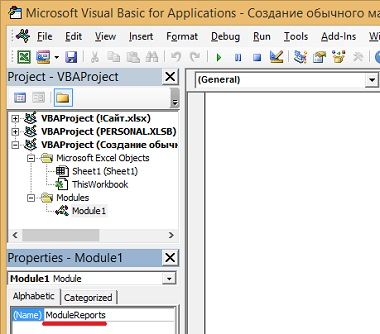 Microsoft Visual Basic for Applications - Создание обычного
File Edit View Insert Format Debug Run Tools Add-Ins
Project - VBAProject
(General)
VBAProject (!Сайт.xlsx)
VBAProject (PERSONAL.XLSB)
VBAProject (Создание обычн
Microsoft Excel Objects
Sheet1 (Sheet1)
ThisWorkbook
Modules
Module1
Properties - Module1
Module1 Module
Alphabetic Categorized
(Name) ModuleReports